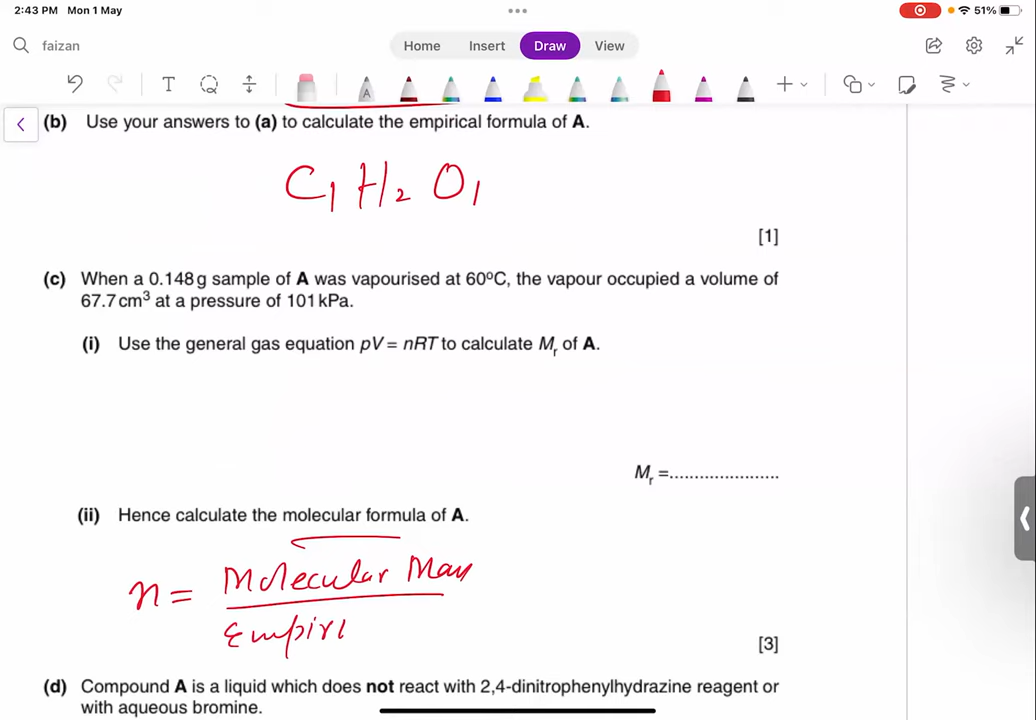 2:43 PM Mon 1 May
51%
faizan
Home Insert Draw View
(b) Use your answers to (a) to calculate the empirical formula of A.
C1 H2 O1
[1]
(c) When a 0.148 g sample of A was vapourised at 60°C, the vapour occupied a volume of
67.7 cm³ at a pressure of 101 kPa.
(i) Use the general gas equation pV = nRT to calculate Mr of A.
Mr =......................
(ii) Hence calculate the molecular formula of A.
n = Molecular Mass
Empiri
[3]
(d) Compound A is a liquid which does not react with 2,4-dinitrophenylhydrazine reagent or
with aqueous bromine.